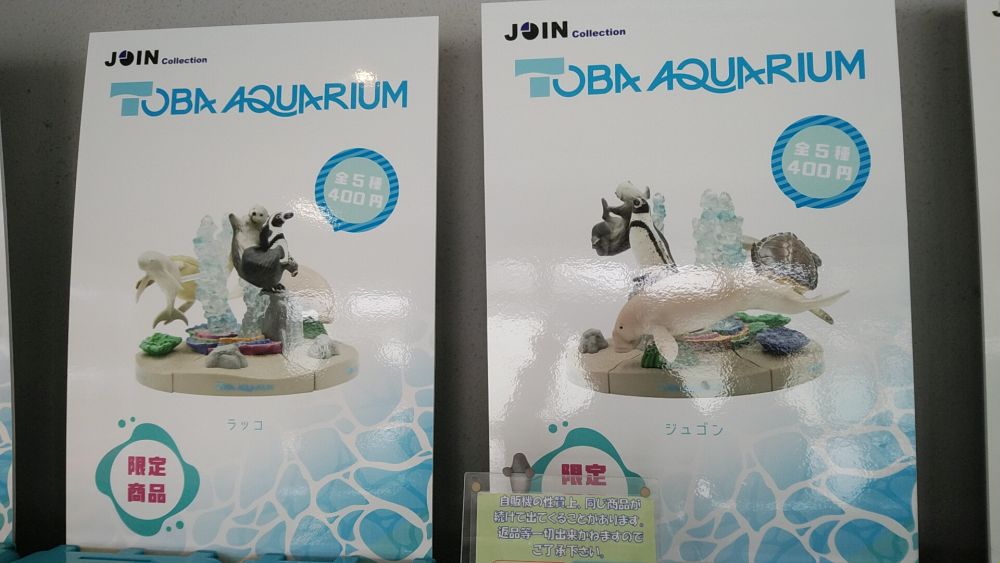 JOIN Collection
TOBA AQUARIUM
全5種
400円
TOBA AQUARIUM
ラッコ
限定
商品
JOIN Collection
TOBA AQUARIUM
全5種
400円
ジュゴン
限定
自販機の性質上、同じ商品が
続けて出てくることがあります。
返品等一切出来かねますので
ご了承下さい。